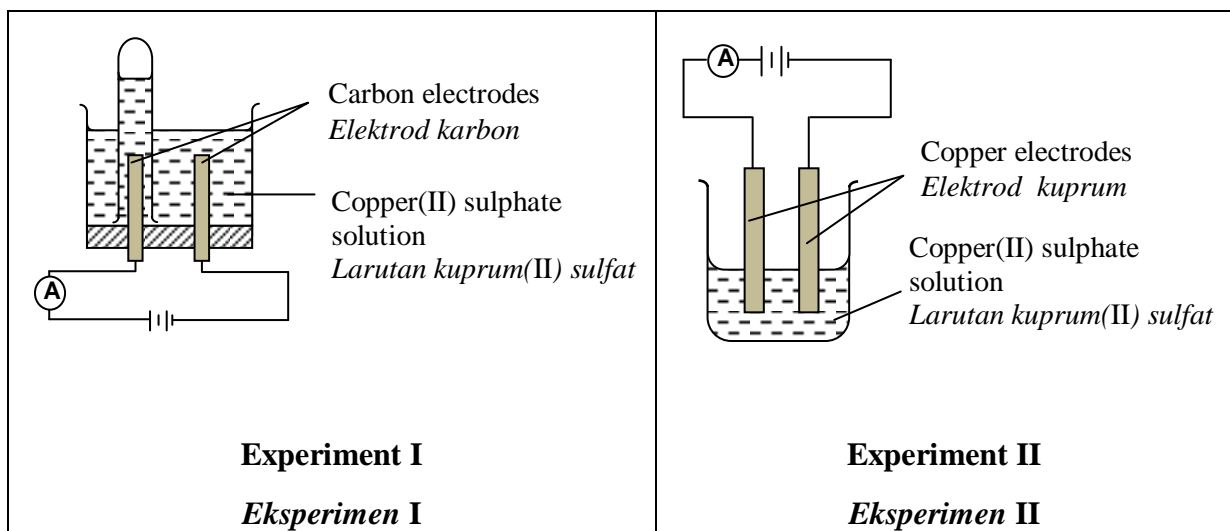 A
Carbon electrodes
Elektrod karbon
Copper(II) sulphate
solution
Larutan kuprum(II) sulfat
A
Experiment I
Eksperimen I
A
Copper electrodes
Elektrod kuprum
Copper(II) sulphate
solution
Larutan kuprum(II) sulfat
Experiment II
Eksperimen II